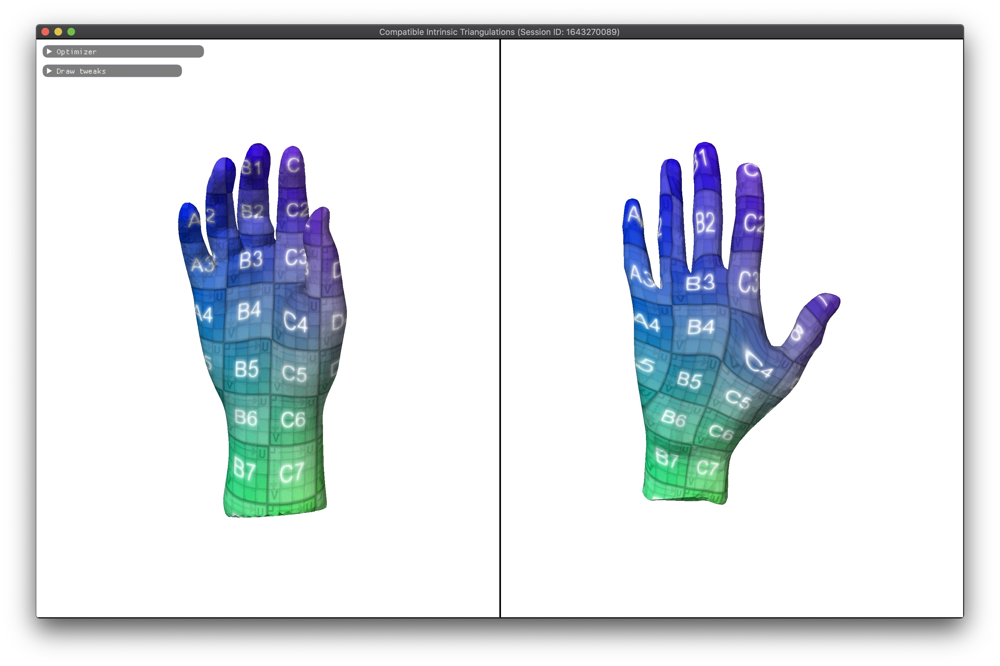 Compatible Intrinsic Triangulations (Session ID: 1643270089)
Optimizer
Draw tweaks
B1 C
A 2 B2 C2
A3 B3 C3 D
A4 B4 C4 D
5 B5 C5 D
B6 C6
B7 C7
B1 C
A 2 B2 C2
A3 B3 C3
A4 B4 8
5 B5 C4
B6 C5
C6
B7 C7